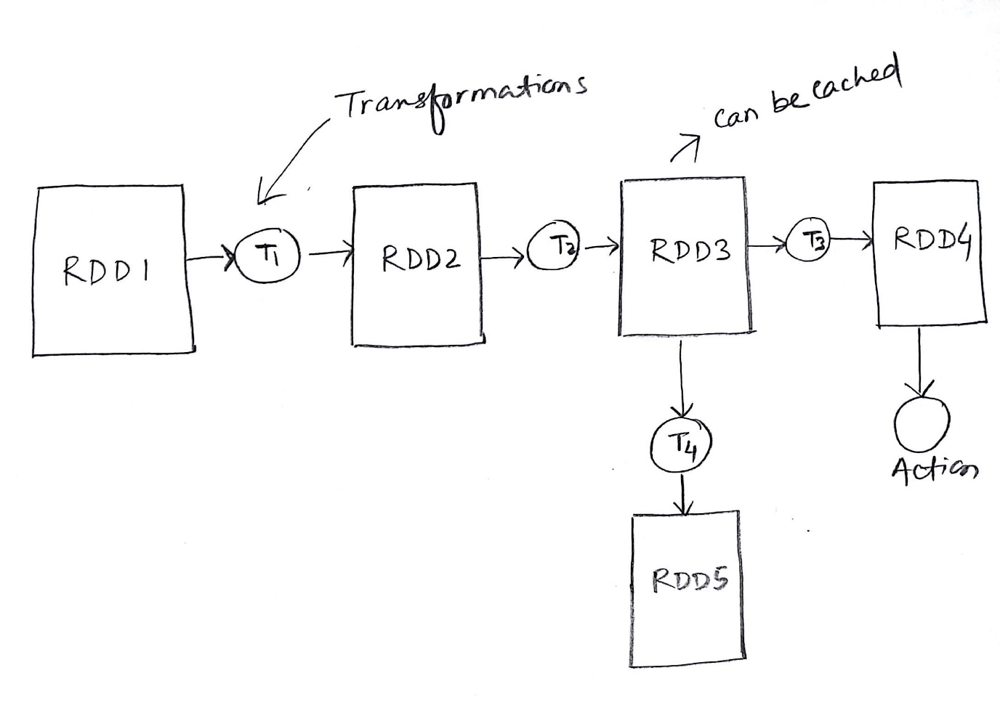 Transformations
can be cached
RDD1
T1
RDD2
T2
RDD3
T3
RDD4
T4
Action
RDD5